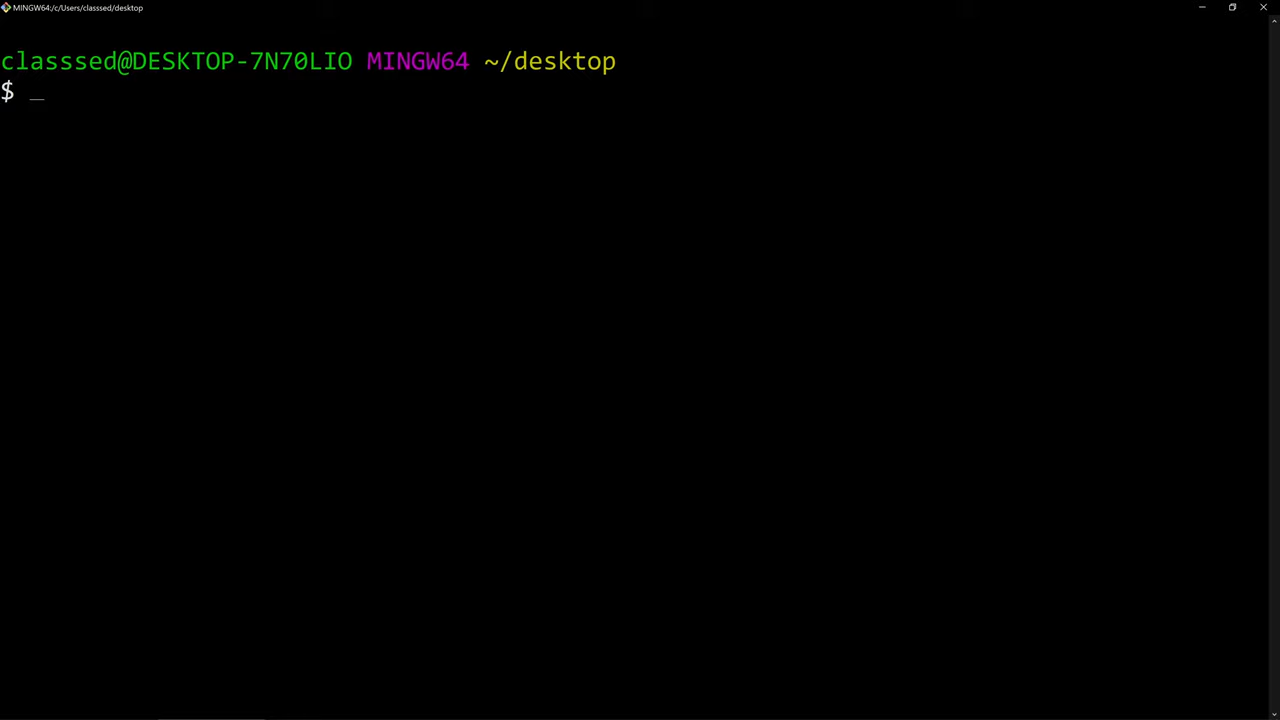 MINGW64:/c/Users/classsed/desktop
classsed@DESKTOP-7N70LIO MINGW64 ~/desktop
$ _